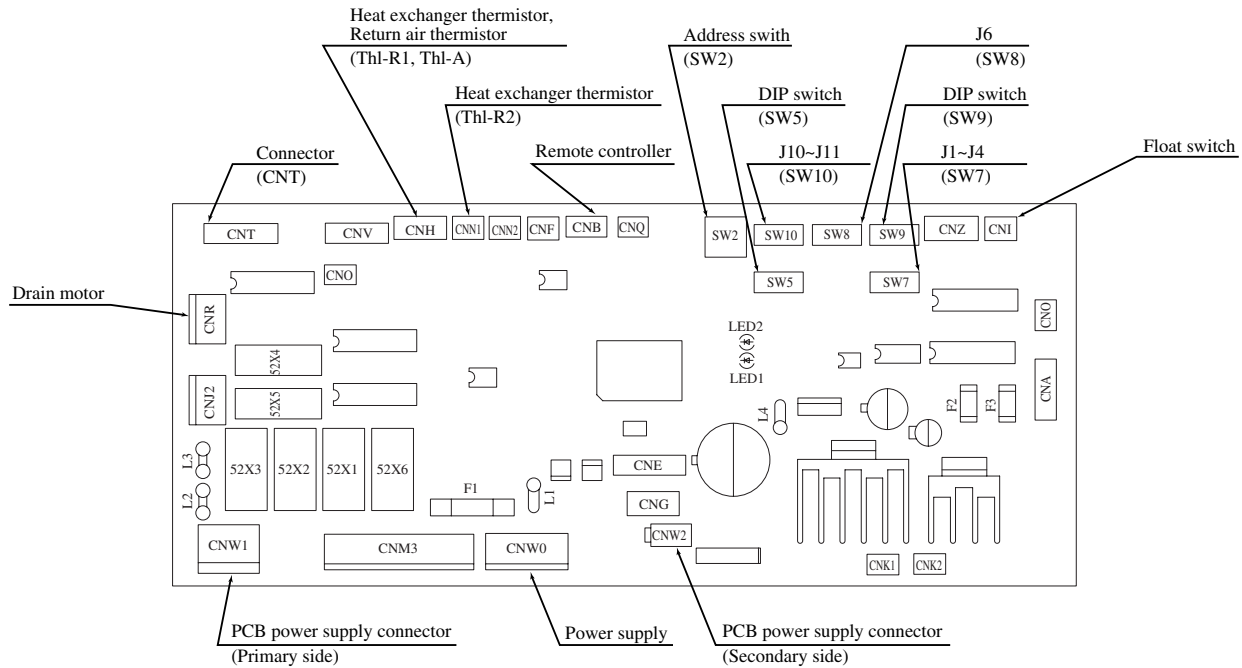 Heat exchanger thermistor,
Return air thermistor
(Thl-R1, Thl-A)
Address swith
(SW2)
J6
(SW8)
Heat exchanger thermistor
(Thl-R2)
DIP switch
(SW5)
DIP switch
(SW9)
Connector
(CNT)
Remote controller
J10~J11
(SW10)
J1~J4
(SW7)
Float switch
CNT
CNV
CNH
CNN1
CNN2
CNF
CNB
CNQ
SW2
SW10
SW8
SW9
CNZ
CNI
CNO
SW5
SW7
Drain motor
CNR
CNO
LED2
LED1
52X4
CNJ2
52X5
L4
F2
F3
CNA
L3
L2
52X3
52X2
52X1
52X6
F1
L1
CNE
CNG
CNW1
CNM3
CNW0
CNW2
CNK1
CNK2
PCB power supply connector
(Primary side)
Power supply
PCB power supply connector
(Secondary side)